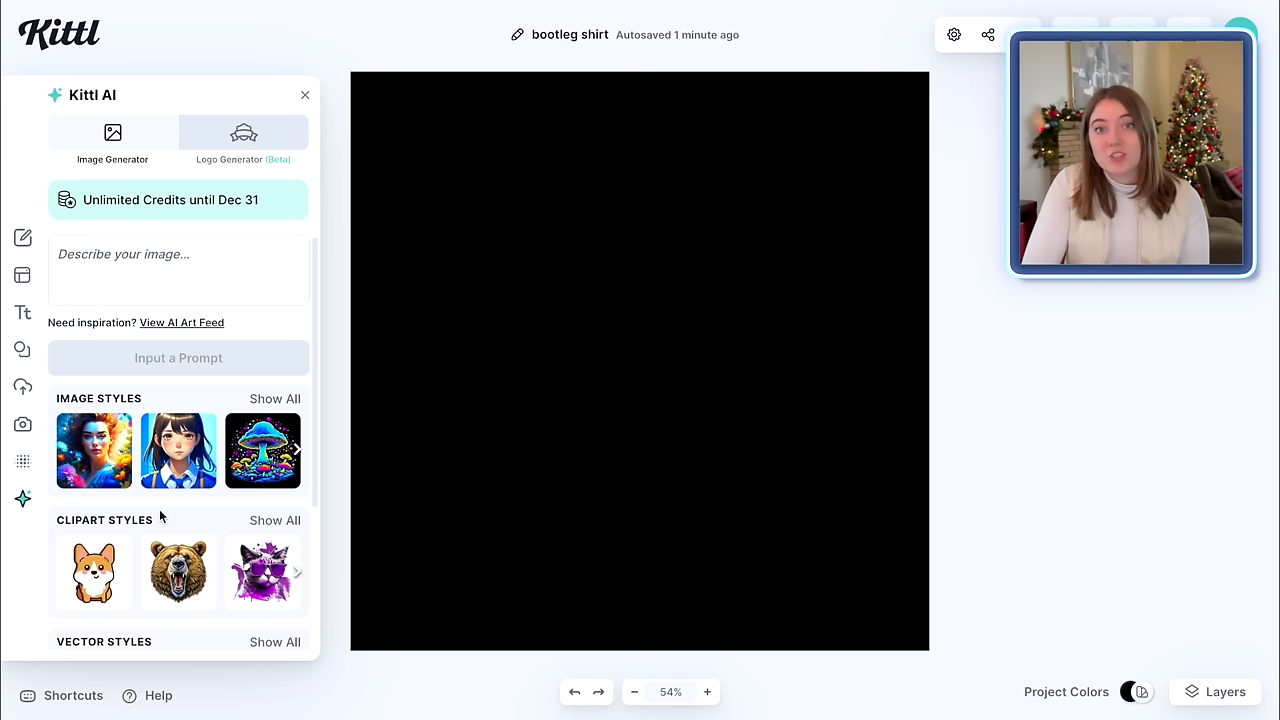 Kittl
bootleg shirt Autosaved 1 minute ago
Kittl AI
Image Generator
Logo Generator (Beta)
Unlimited Credits until Dec 31
Describe your image...
Need inspiration? View AI Art Feed
Input a Prompt
IMAGE STYLES Show All
CLIPART STYLES Show All
VECTOR STYLES Show All
Tt
Shortcuts Help
54%
Project Colors
Layers